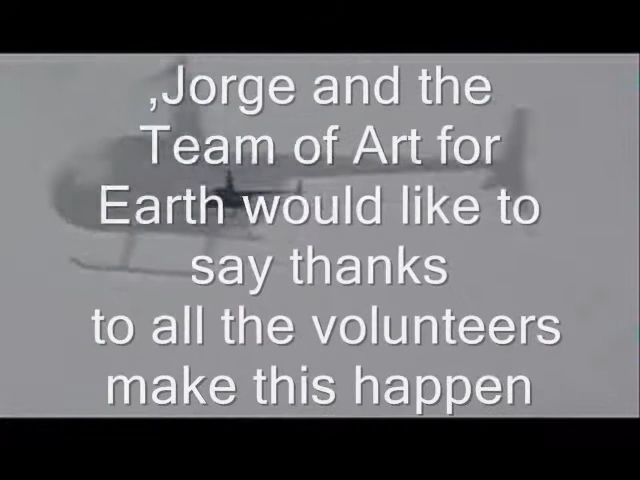 ,Jorge and the
Team of Art for
Earth would like to
say thanks
to all the volunteers
make this happen